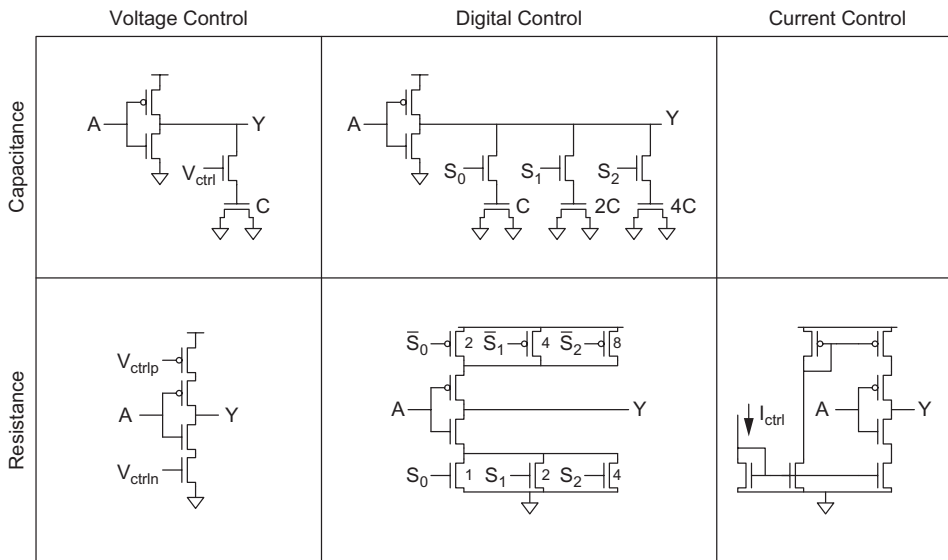 Voltage Control
Digital Control
Current Control
Capacitance
A
Y
V_ctrl
C
A
Y
S_0
S_1
S_2
C
2C
4C
Resistance
V_ctrlp
A
Y
V_ctrln
S̅_0
2
S̅_1
4
S̅_2
8
A
Y
S_0
1
S_1
2
S_2
4
I_ctrl
A
Y